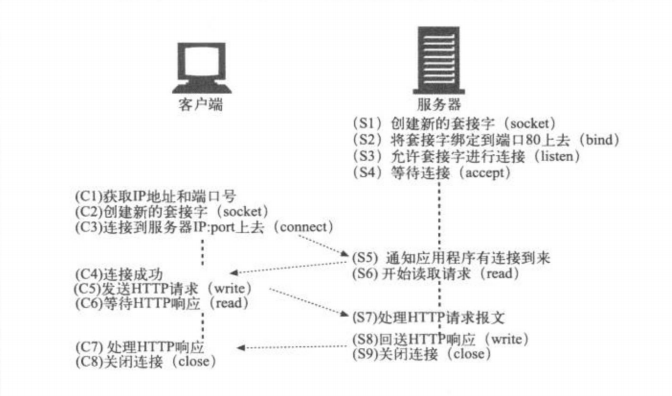 客户端
服务器
(S1) 创建新的套接字（socket）
(S2) 将套接字绑定到端口80上去（bind）
(S3) 允许套接字进行连接（listen）
(S4) 等待连接（accept）
(C1)获取IP地址和端口号
(C2)创建新的套接字（socket）
(C3)连接到服务器IP:port上去（connect）
(S5) 通知应用程序有连接到来
(S6) 开始读取请求（read）
(C4)连接成功
(C5)发送HTTP请求（write）
(C6)等待HTTP响应（read）
(S7)处理HTTP请求报文
(S8)回送HTTP响应（write）
(S9)关闭连接（close）
(C7) 处理HTTP响应
(C8)关闭连接（close）